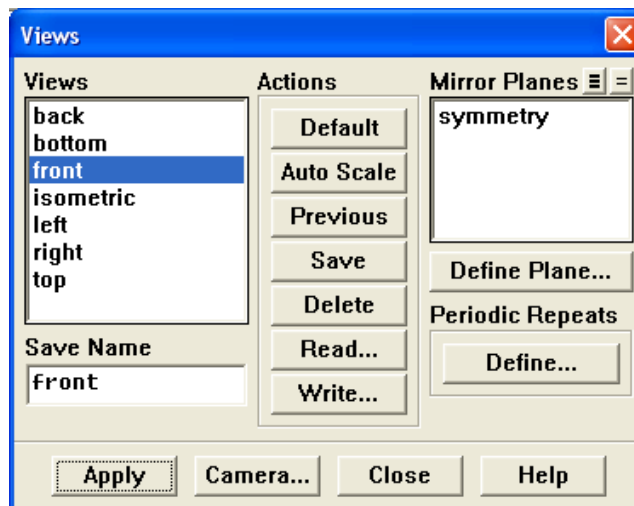 Views
Views
back
bottom
front
isometric
left
right
top
Save Name
front
Actions
Default
Auto Scale
Previous
Save
Delete
Read...
Write...
Mirror Planes
symmetry
Define Plane...
Periodic Repeats
Define...
Apply
Camera...
Close
Help